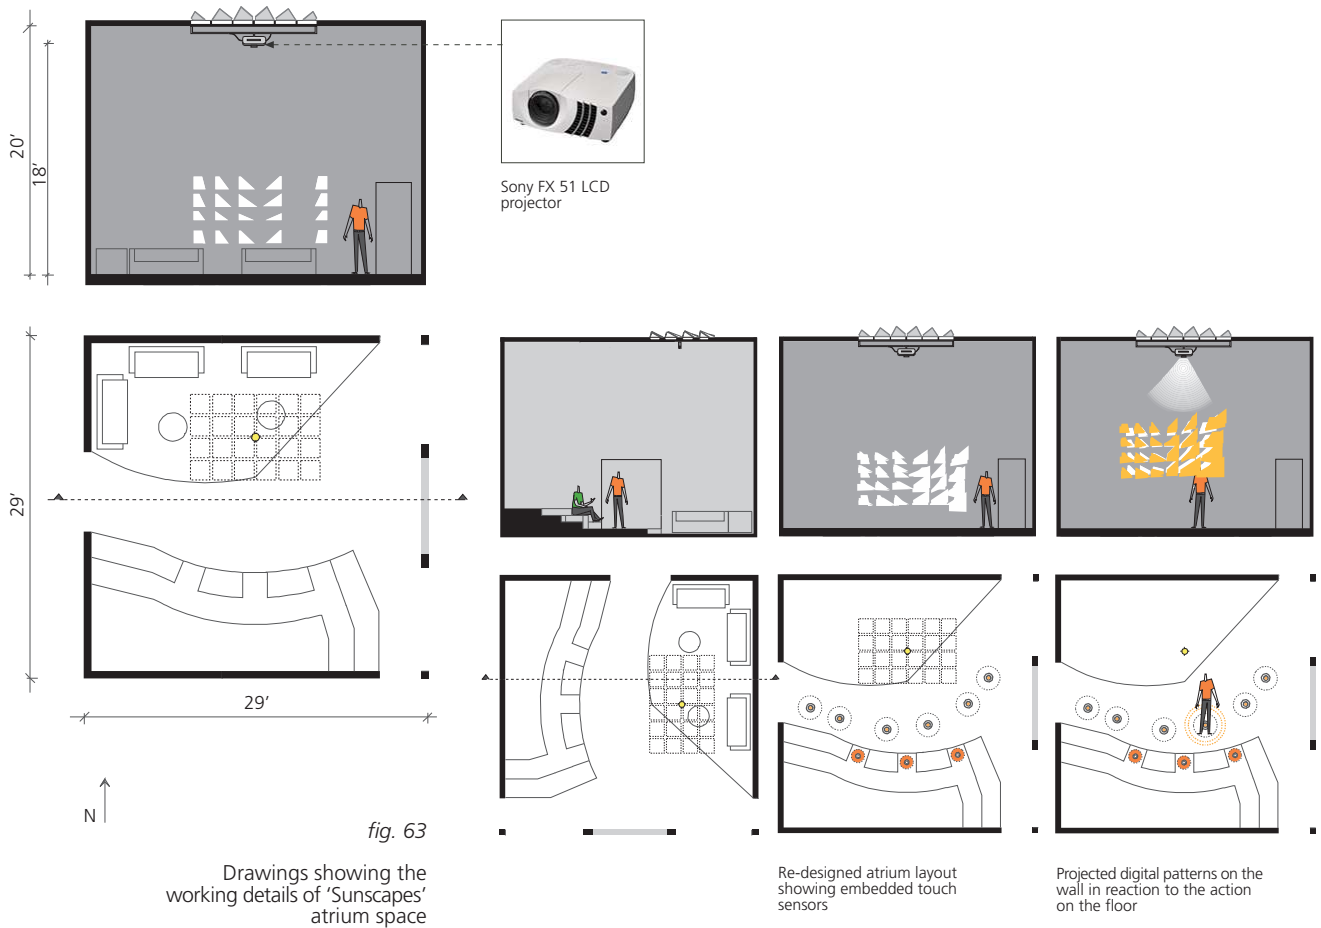 20’
18’
Sony FX 51 LCD
projector
29’
29’
N
fig. 63
Drawings showing the
working details of ‘Sunscapes’
atrium space
Re-designed atrium layout
showing embedded touch
sensors
Projected digital patterns on the
wall in reaction to the action
on the floor